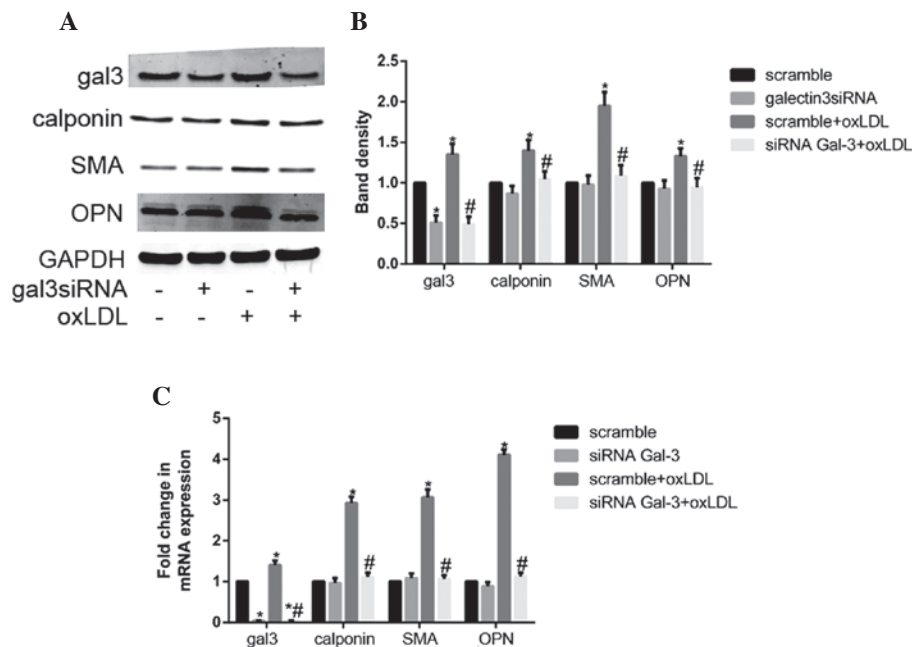 A
gal3
calponin
SMA
OPN
GAPDH
gal3siRNA - + - +
oxLDL - - + +
B
Band density
2.5
2.0
1.5
1.0
0.5
0.0
* * #
* #
* #
* #
gal3 calponin SMA OPN
scramble
galectin3siRNA
scramble+oxLDL
siRNA Gal-3+oxLDL
C
Fold change in
mRNA expression
5
4
3
2
1
0
* * *#
* #
* #
* #
gal3 calponin SMA OPN
scramble
siRNA Gal-3
scramble+oxLDL
siRNA Gal-3+oxLDL